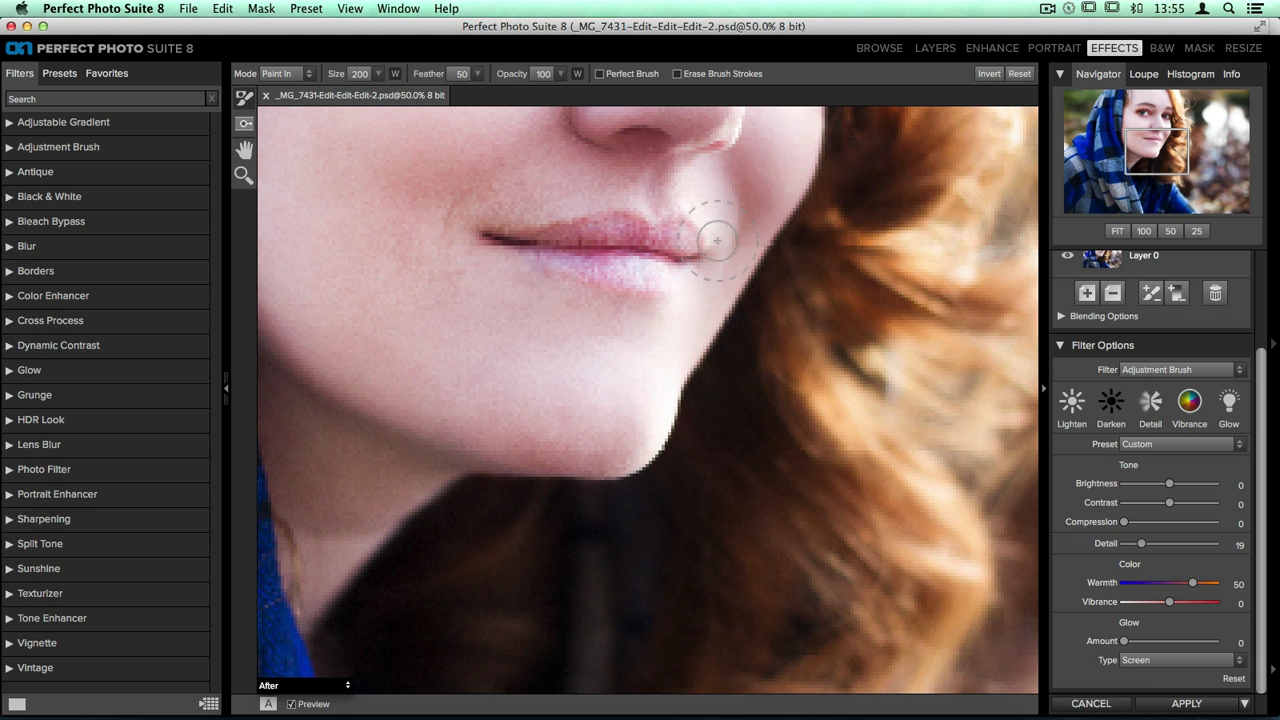 Perfect Photo Suite 8 File Edit Mask Preset View Window Help 13:55
Perfect Photo Suite 8 (_MG_7431-Edit-Edit-Edit-2.psd@50.0% 8 bit)
on PERFECT PHOTO SUITE 8 BROWSE LAYERS ENHANCE PORTRAIT EFFECTS B&W MASK RESIZE
Filters Presets Favorites
Mode Paint In Size 200 W Feather 50 Opacity 100 W Perfect Brush Erase Brush Strokes Invert Reset
Navigator Loupe Histogram Info
Search X
X _MG_7431-Edit-Edit-Edit-2.psd@50.0% 8 bit
Adjustable Gradient
Adjustment Brush
Antique
Black & White
Bleach Bypass
Blur
Borders
Color Enhancer
Cross Process
Dynamic Contrast
Glow
Grunge
HDR Look
Lens Blur
Photo Filter
Portrait Enhancer
Sharpening
Split Tone
Sunshine
Texturizer
Tone Enhancer
Vignette
Vintage
FIT 100 50 25
Layer 0
Blending Options
Filter Options
Filter Adjustment Brush
Lighten Darken Detail Vibrance Glow
Preset Custom
Tone
Brightness 0
Contrast 0
Compression 0
Detail 19
Color
Warmth 50
Vibrance 0
Glow
Amount 0
Type Screen
Reset
After
A Preview
CANCEL APPLY